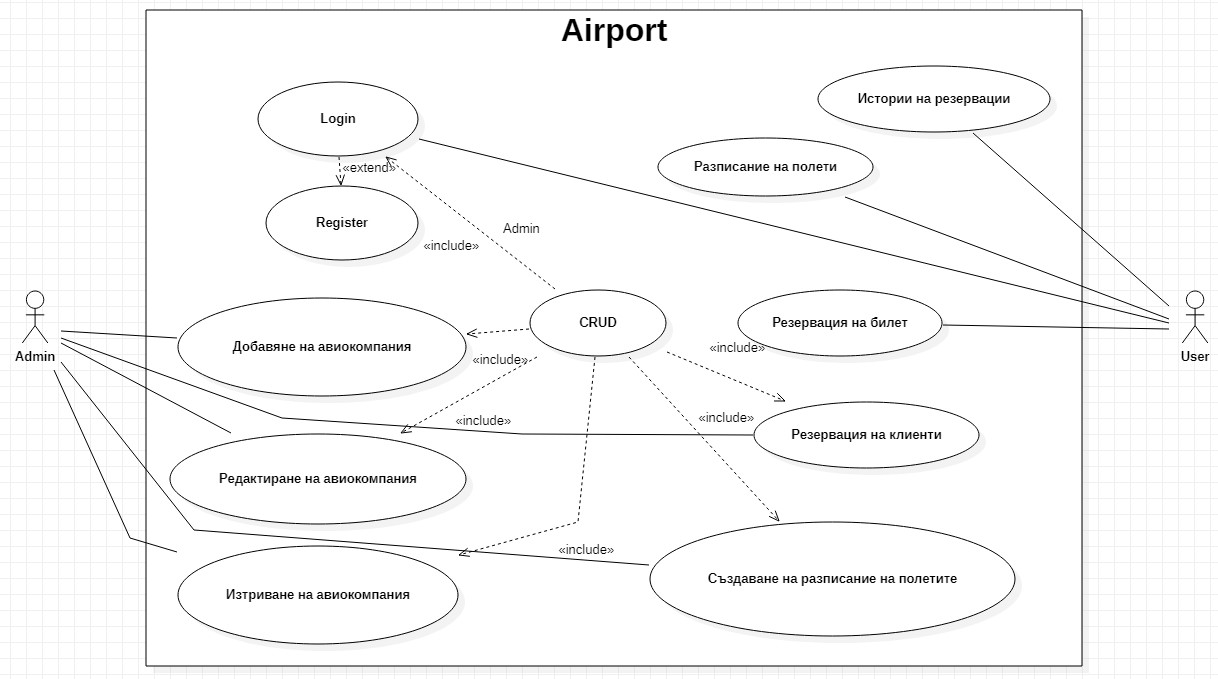 Airport
Истории на резервации
Login
Разписание на полети
«extend»
Register
Admin
«include»
CRUD
Резервация на билет
Добавяне на авиокомпания
«include»
«include»
Admin
User
«include»
«include»
Резервация на клиенти
Редактиране на авиокомпания
«include»
Създаване на разписание на полетите
Изтриване на авиокомпания